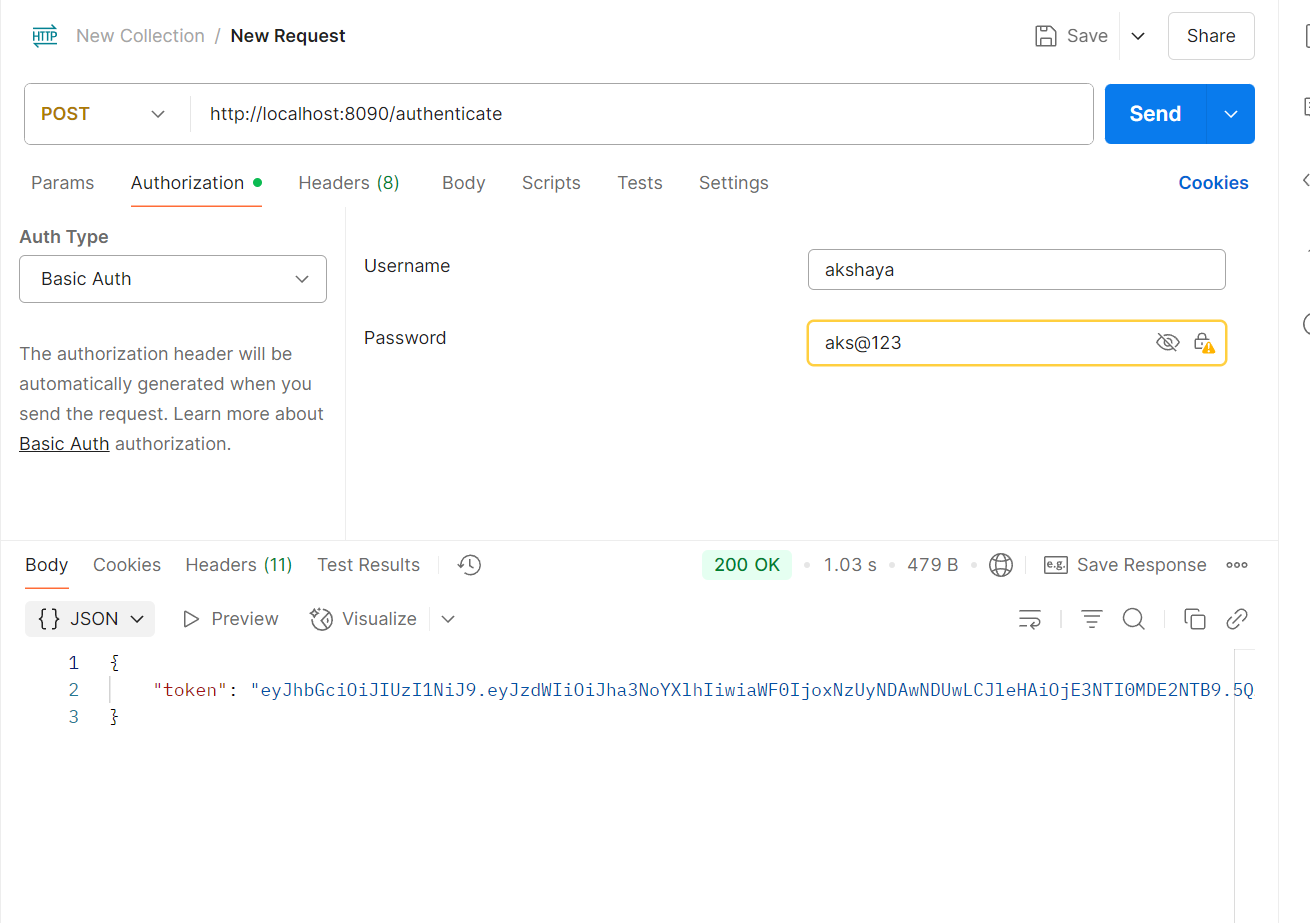 HTTP New Collection / New Request Save Share
POST http://localhost:8090/authenticate Send
Params Authorization Headers (8) Body Scripts Tests Settings Cookies
Auth Type
Basic Auth
The authorization header will be
automatically generated when you
send the request. Learn more about
Basic Auth authorization.
Username akshaya
Password aks@123
Body Cookies Headers (11) Test Results 200 OK • 1.03 s • 479 B • e.g. Save Response
{} JSON Preview Visualize
1 {
2 "token": "eyJhbGciOiJIUzI1NiJ9.eyJzdWIiOiJha3NoYXlhIiwiaWF0IjoxNzUyNDAwNDUwLCJleHAiOjE3NTI0MDE2NTB9.5Q
3 }